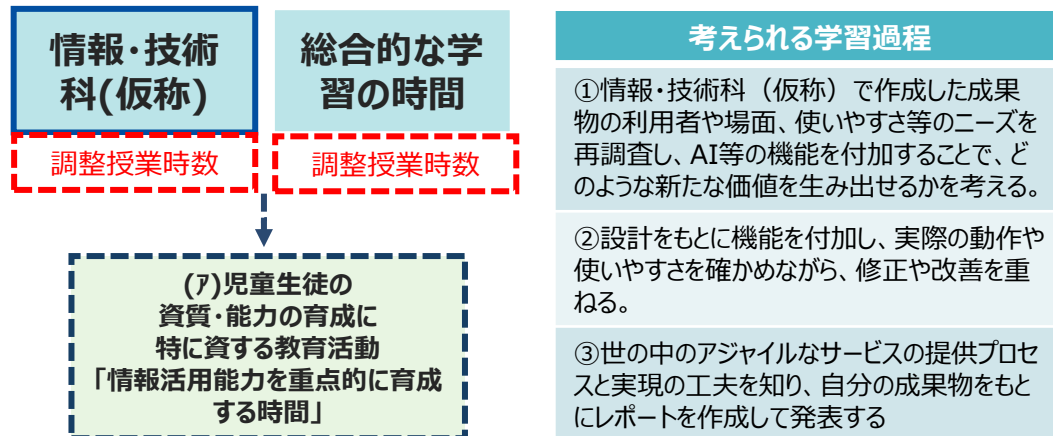 情報・技術
科(仮称)
総合的な学
習の時間
調整授業時数
調整授業時数
(ｱ)児童生徒の
資質・能力の育成に
特に資する教育活動
「情報活用能力を重点的に育成
する時間」
考えられる学習過程
①情報・技術科（仮称）で作成した成果
物の利用者や場面、使いやすさ等のニーズを
再調査し、AI等の機能を付加することで、ど
のような新たな価値を生み出せるかを考える。
②設計をもとに機能を付加し、実際の動作や
使いやすさを確かめながら、修正や改善を重
ねる。
③世の中のアジャイルなサービスの提供プロセ
スと実現の工夫を知り、自分の成果物をもと
にレポートを作成して発表する